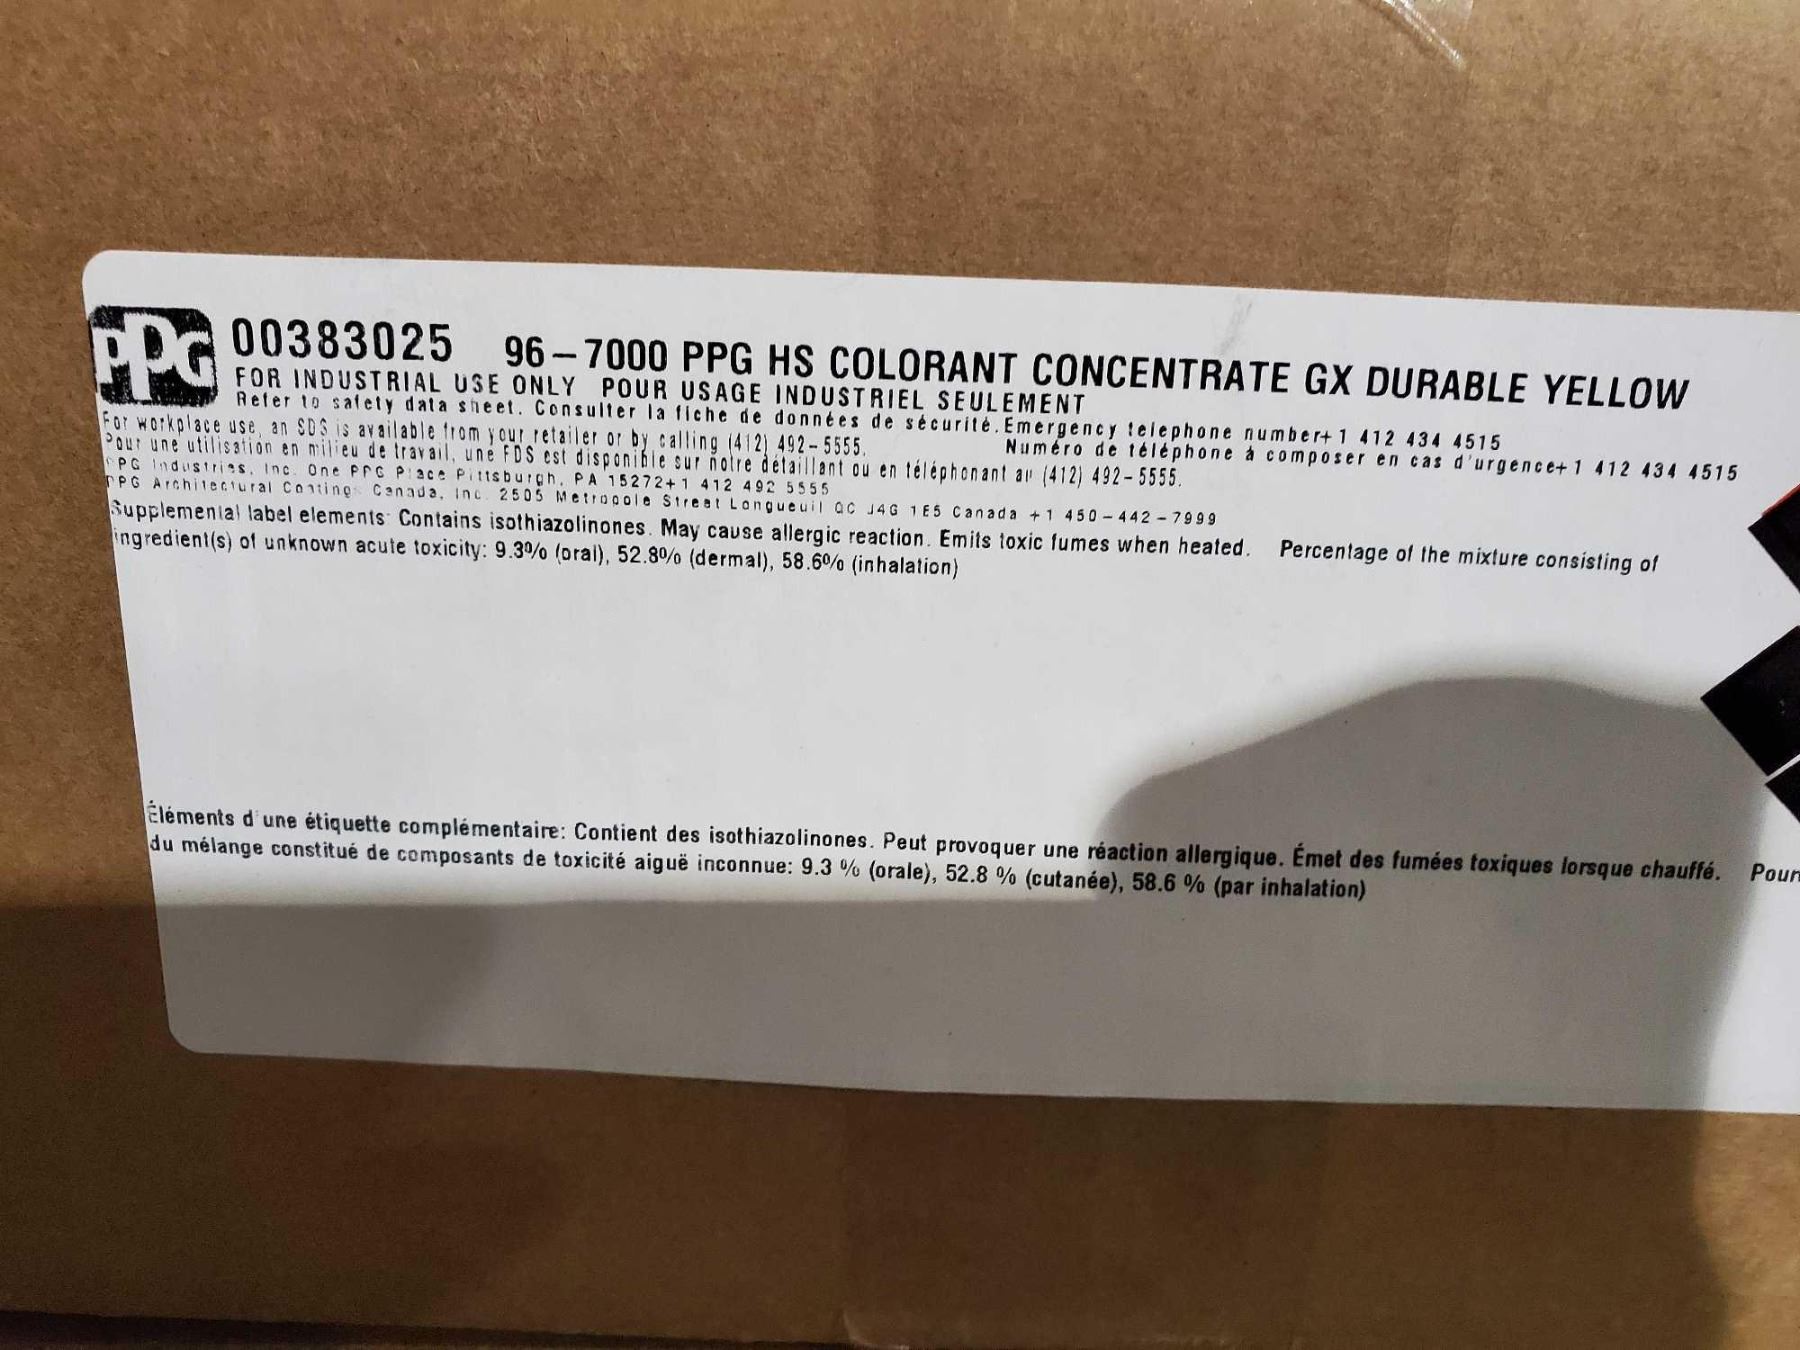 PPG
00383025 96-7000 PPG HS COLORANT CONCENTRATE GX DURABLE YELLOW
FOR INDUSTRIAL USE ONLY POUR USAGE INDUSTRIEL SEULEMENT
Refer to safety data sheet. Consulter la fiche de données de sécurité. Emergency telephone number+1 412 434 4515
For workplace use, an SDS is available from your retailer or by calling (412) 492-5555. Numéro de téléphone à composer en cas d'urgence+1 412 434 4515
Pour une utilisation en milieu de travail, une FDS est disponible sur notre détaillant ou en téléphonant au (412) 492-5555.
PPG Industries, Inc. One PPG Place Pittsburgh, PA 15272+1 412 492 5555
PPG Architectural Coatings Canada, Inc. 2505 Metropole Street Longueuil QC J4G 1E5 Canada +1 450-442-7999
Supplemental label elements: Contains isothiazolinones. May cause allergic reaction. Emits toxic fumes when heated. Percentage of the mixture consisting of
ingredient(s) of unknown acute toxicity: 9.3% (oral), 52.8% (dermal), 58.6% (inhalation)
Éléments d'une étiquette complémentaire: Contient des isothiazolinones. Peut provoquer une réaction allergique. Émet des fumées toxiques lorsque chauffé. Pour
du mélange constitué de composants de toxicité aiguë inconnue: 9.3 % (orale), 52.8 % (cutanée), 58.6 % (par inhalation)